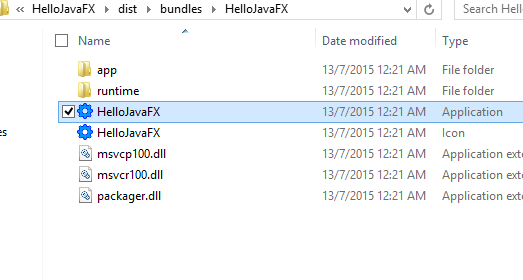 « HelloJavaFX › dist › bundles › HelloJavaFX Search Hello
Name Date modified Type
app 13/7/2015 12:21 AM File folder
runtime 13/7/2015 12:21 AM File folder
HelloJavaFX 13/7/2015 12:21 AM Application
HelloJavaFX 13/7/2015 12:21 AM Icon
msvcp100.dll 13/7/2015 12:21 AM Application exte
msvcr100.dll 13/7/2015 12:21 AM Application exte
packager.dll 13/7/2015 12:21 AM Application exte